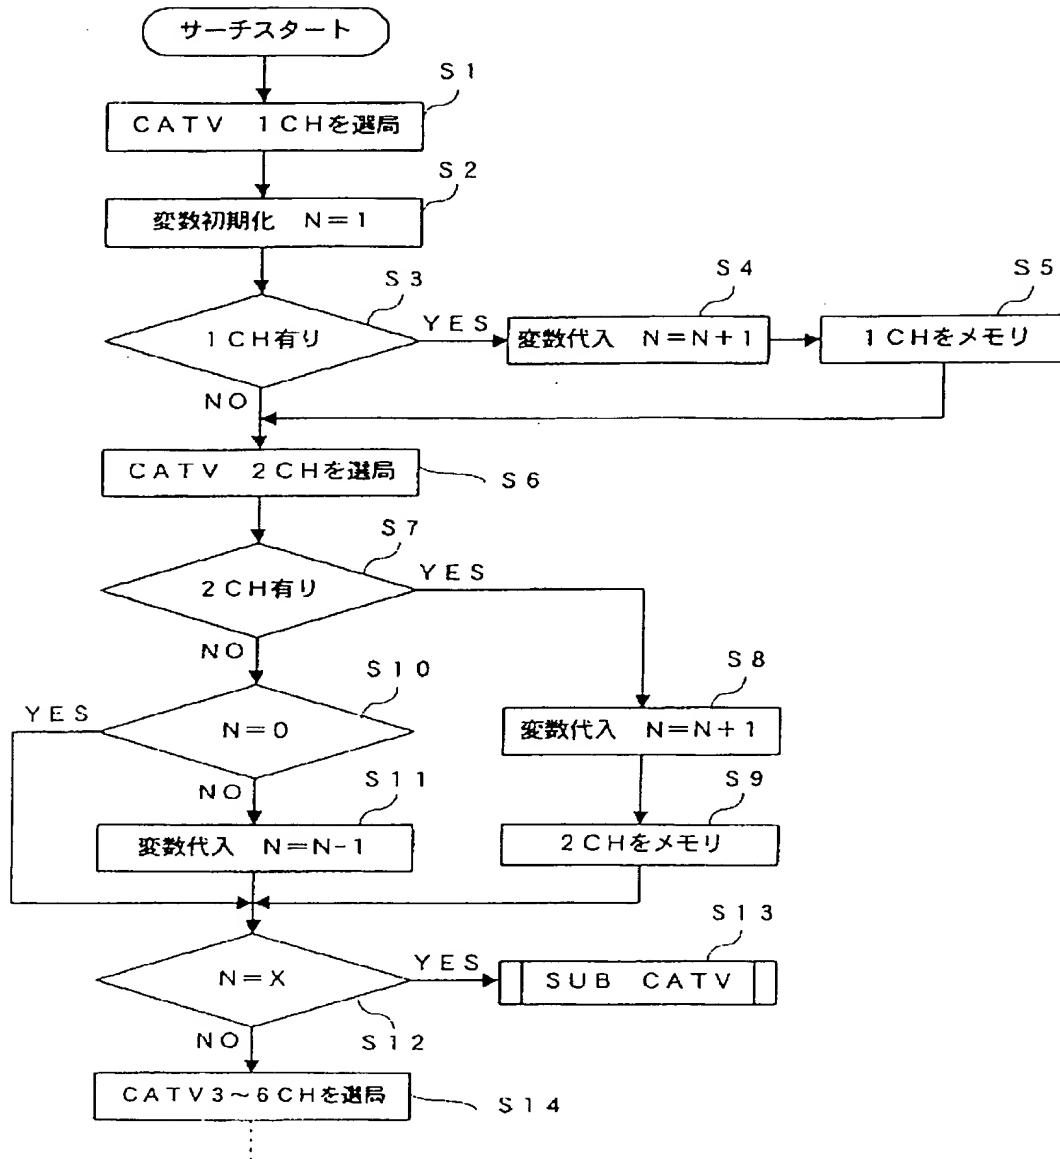 サーチスタート
S1
CATV 1CHを選局
S2
変数初期化 N=1
S3
1CH有り
YES
S4
変数代入 N=N+1
S5
1CHをメモリ
NO
CATV 2CHを選局
S6
S7
2CH有り
YES
NO
S10
YES
N=0
S8
変数代入 N=N+1
NO
S11
変数代入 N=N-1
S9
2CHをメモリ
S13
N=X
YES
SUB CATV
NO
S12
CATV3~6CHを選局
S14